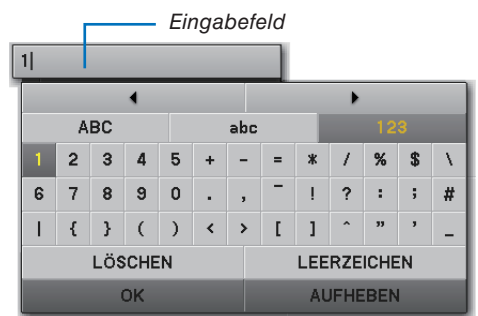 Eingabefeld
1|
ABC abc 123
1 2 3 4 5 + - = * / % $ \
6 7 8 9 0 . , ¯ ! ? : ; #
| { } ( ) < > [ ] ^ " ' _
LÖSCHEN LEERZEICHEN
OK AUFHEBEN